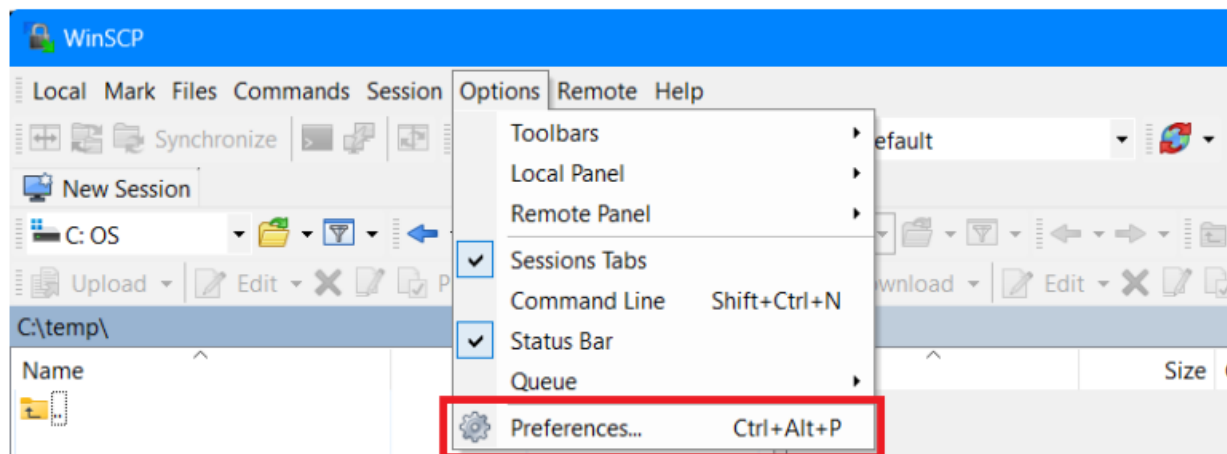 WinSCP
Local Mark Files Commands Session Options Remote Help
Synchronize
Toolbars
efault
New Session
Local Panel
Remote Panel
C: OS
Sessions Tabs
Upload Edit P
wnload Edit
Command Line Shift+Ctrl+N
C:\temp\
Status Bar
Name
Size
Queue
..
Preferences... Ctrl+Alt+P